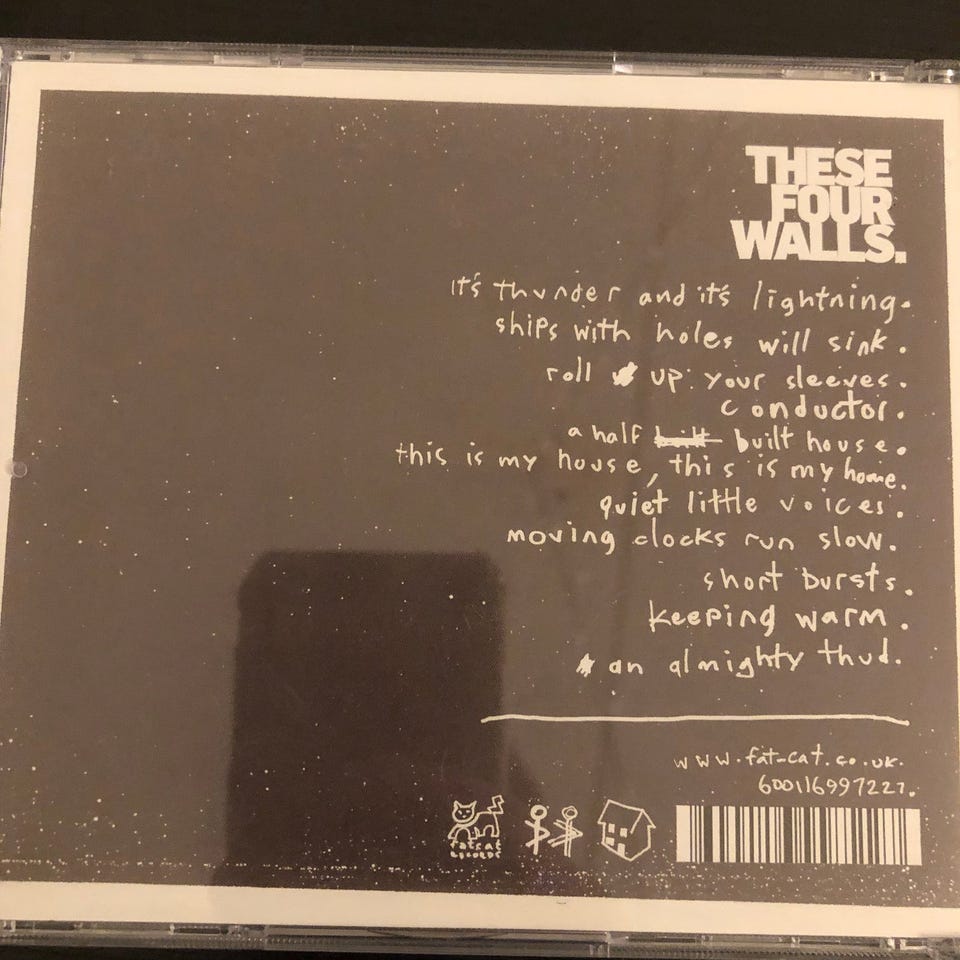 THESE
FOUR
WALLS.
it's thunder and it's lightning.
ships with holes will sink.
roll up your sleeves.
conductor.
a half built built house.
this is my house, this is my home.
quiet little voices.
moving clocks run slow.
short bursts.
keeping warm.
an almighty thud.
www.fat-cat.co.uk.
600116997227.
fatcat
records